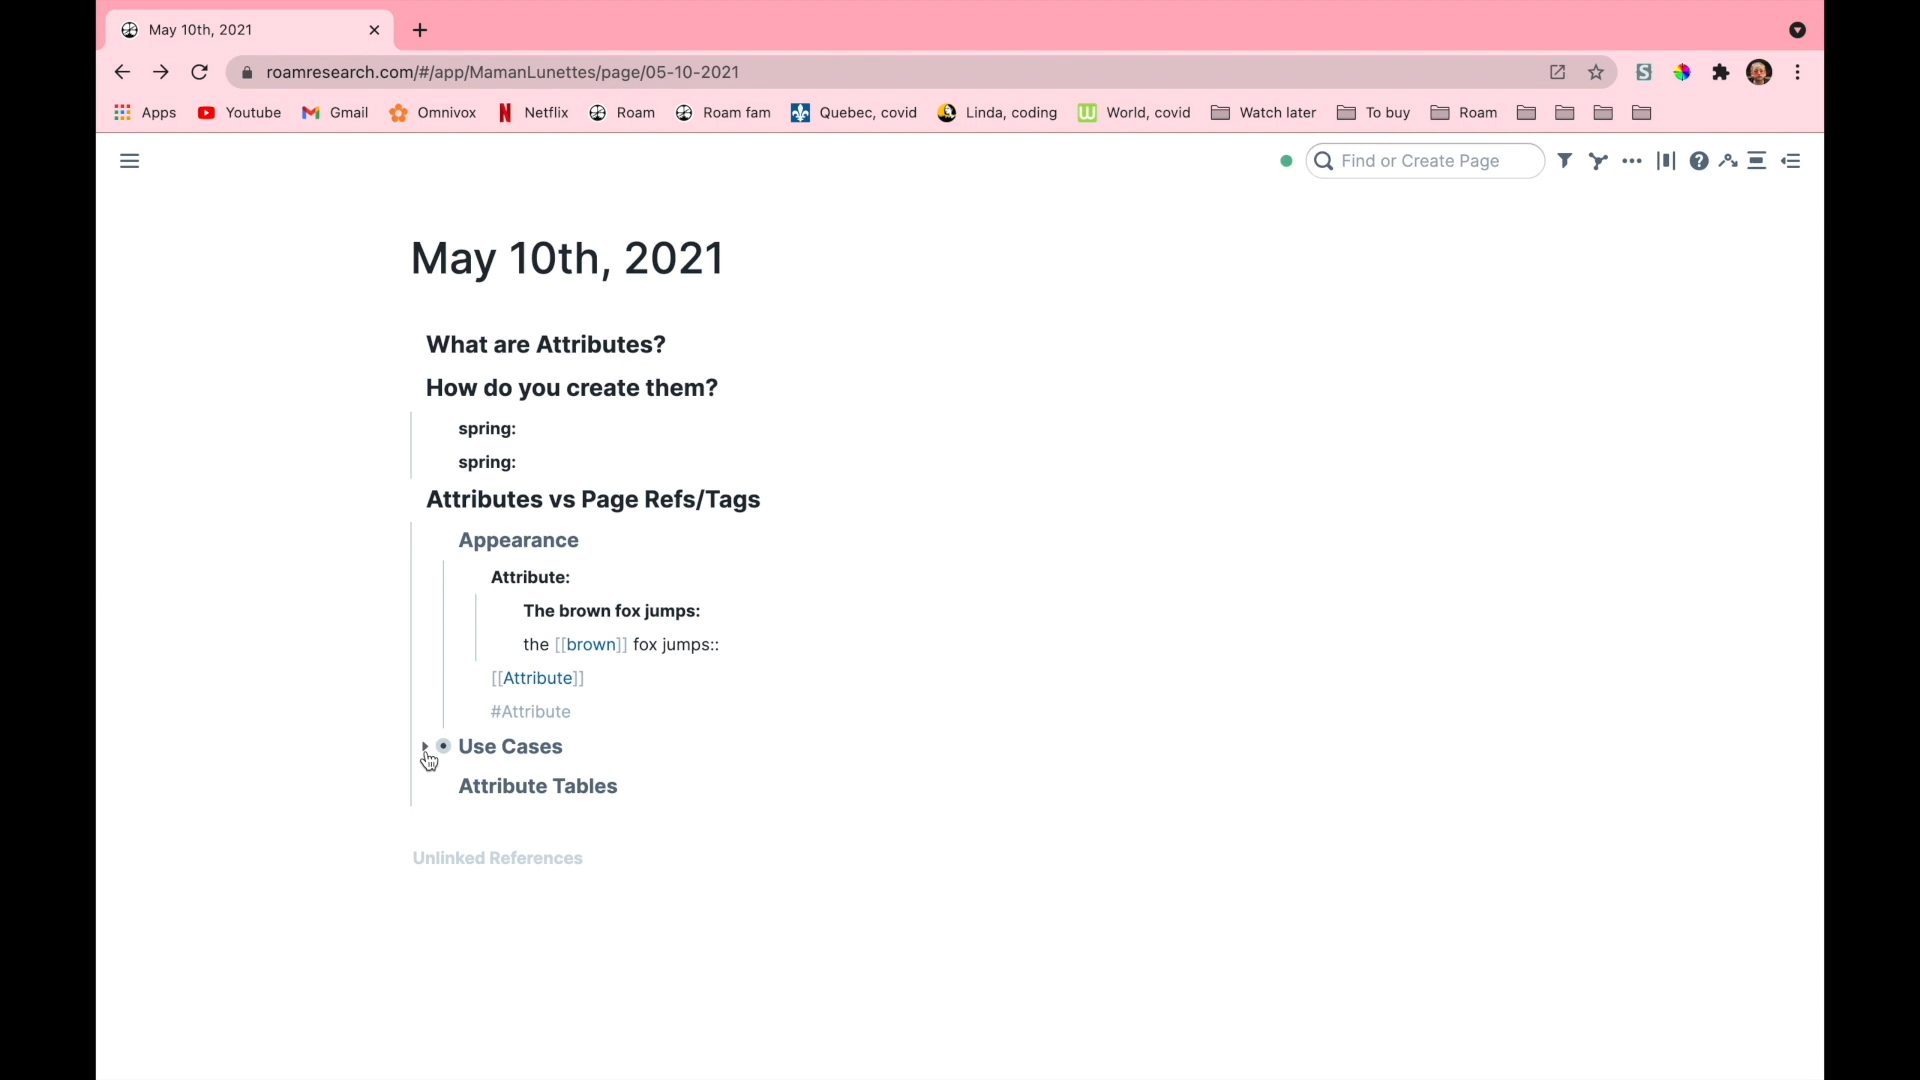 May 10th, 2021
roamresearch.com/#/app/MamanLunettes/page/05-10-2021
Apps Youtube Gmail Omnivox Netflix Roam Roam fam Quebec, covid Linda, coding World, covid Watch later To buy Roam
Find or Create Page
May 10th, 2021
What are Attributes?
How do you create them?
spring:
spring:
Attributes vs Page Refs/Tags
Appearance
Attribute:
The brown fox jumps:
the [[brown]] fox jumps::
[[Attribute]]
#Attribute
Use Cases
Attribute Tables
Unlinked References